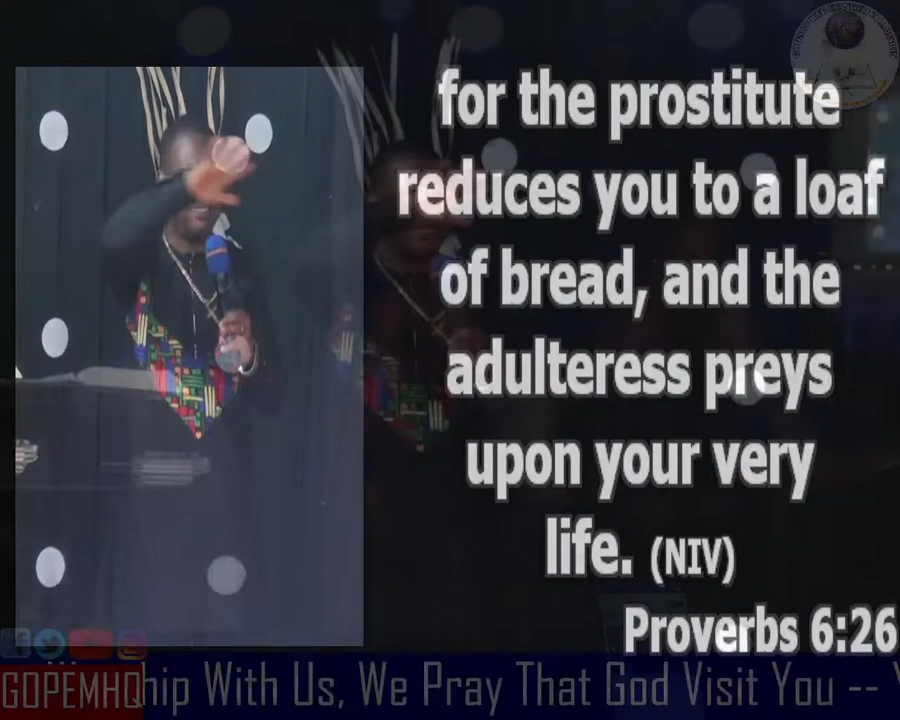 for the prostitute
reduces you to a loaf
of bread, and the
adulteress preys
upon your very
life. (NIV)
Proverbs 6:26
GOPEMHQ
hip With Us, We Pray That God Visit You --